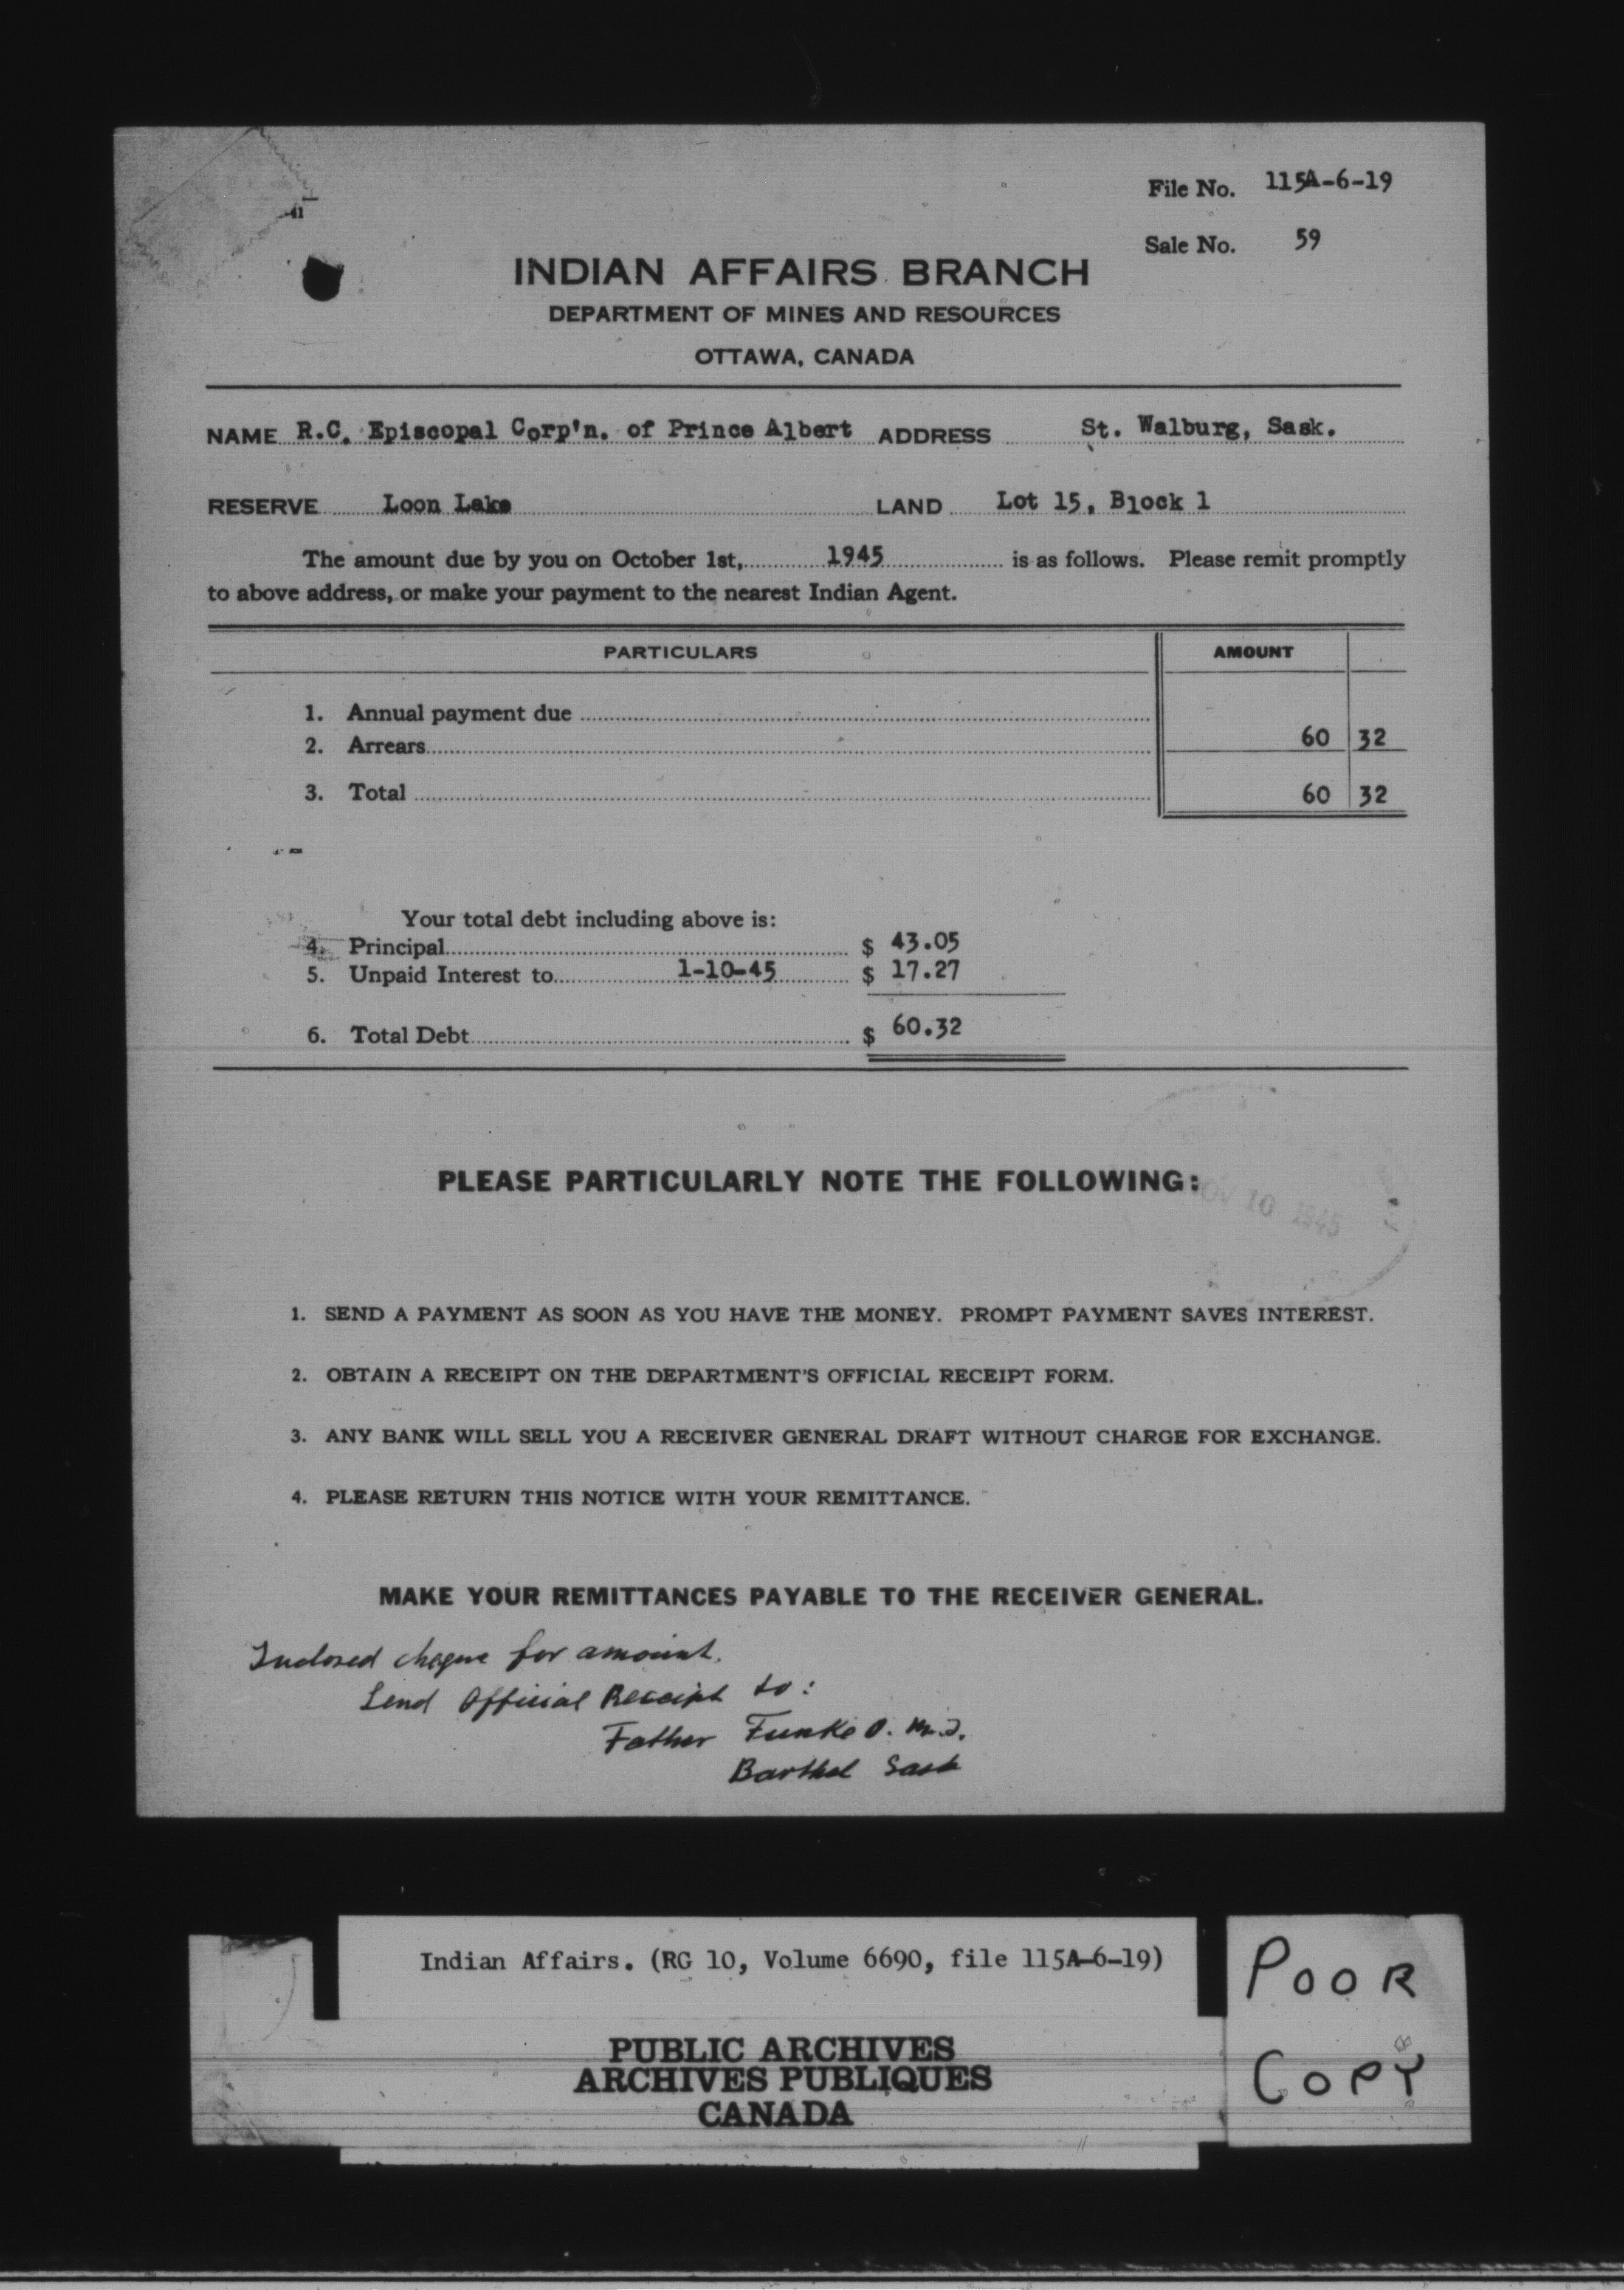 File No. 115A-6-19
Sale No. 59
INDIAN AFFAIRS BRANCH
DEPARTMENT OF MINES AND RESOURCES
OTTAWA, CANADA
NAME R.C. Episcopal Corp'n. of Prince Albert ADDRESS St. Walburg, Sask.
RESERVE Loon Lake LAND Lot 15, Block 1
The amount due by you on October 1st, 1945 is as follows. Please remit promptly
to above address, or make your payment to the nearest Indian Agent.
PARTICULARS AMOUNT
1. Annual payment due
2. Arrears 60 32
3. Total 60 32
Your total debt including above is:
4. Principal $ 43.05
5. Unpaid Interest to 1-10-45 $ 17.27
6. Total Debt $ 60.32
PLEASE PARTICULARLY NOTE THE FOLLOWING:
NOV 10 1945
1. SEND A PAYMENT AS SOON AS YOU HAVE THE MONEY. PROMPT PAYMENT SAVES INTEREST.
2. OBTAIN A RECEIPT ON THE DEPARTMENT'S OFFICIAL RECEIPT FORM.
3. ANY BANK WILL SELL YOU A RECEIVER GENERAL DRAFT WITHOUT CHARGE FOR EXCHANGE.
4. PLEASE RETURN THIS NOTICE WITH YOUR REMITTANCE.
MAKE YOUR REMITTANCES PAYABLE TO THE RECEIVER GENERAL.
Inclosed cheque for amount.
Send Official Receipt to:
Father Funke O.M.I.
Barthel Sask
Indian Affairs. (RG 10, Volume 6690, file 115A-6-19)
PUBLIC ARCHIVES
ARCHIVES PUBLIQUES
CANADA
POOR
COPY